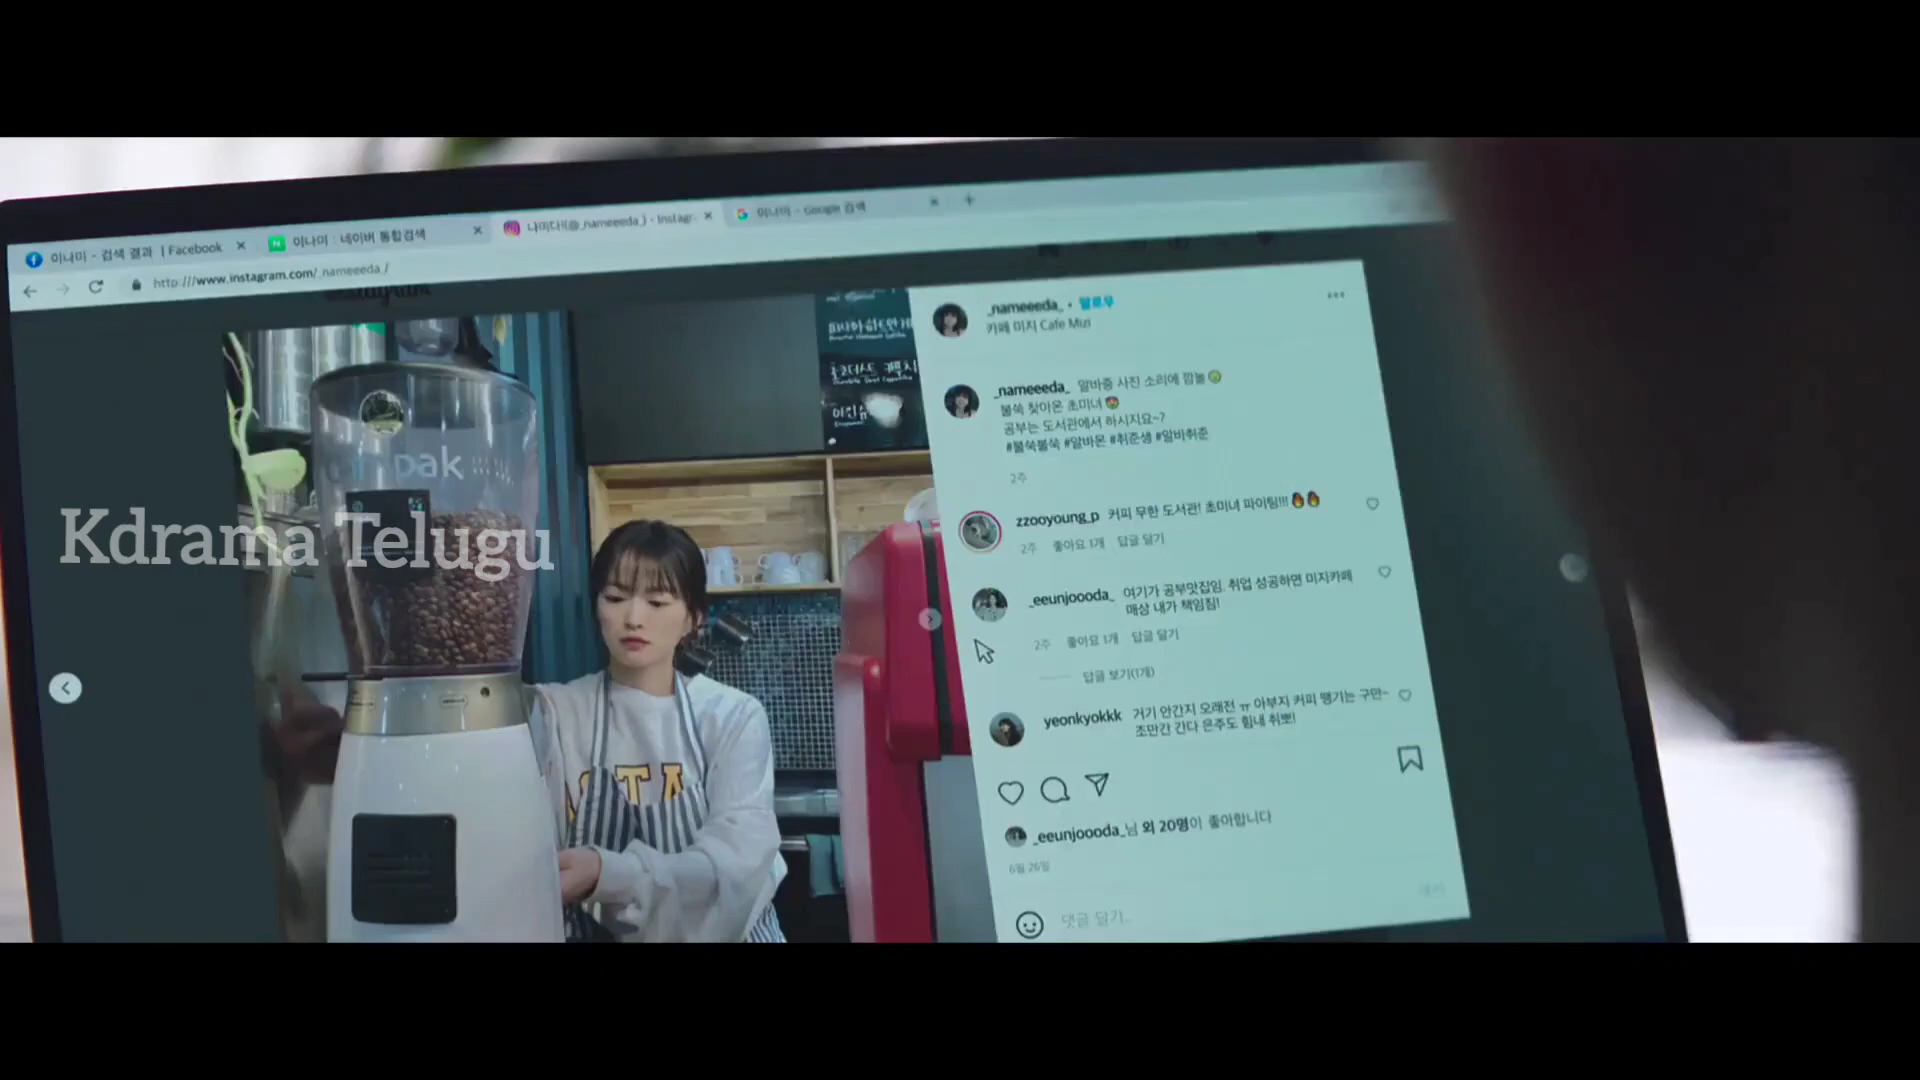 이나미 - 검색 결과 | Facebook
이나미 : 네이버 통합검색
나미다!(@_nameeeda_) - Instagr
이나미 - Google 검색
http:///www.instagram.com/_nameeeda_/
_nameeeda_ • 팔로우
카페 미지 Cafe Mizi
_nameeeda_ 알바중 사진 소리에 깜놀
불쑥 찾아온 초미녀
공부는 도서관에서 하시지요~?
#불쑥불쑥 #알바몬 #취준생 #알바취준
2주
zzooyoung_p 커피 무한 도서관! 초미녀 파이팅!!!
2주 좋아요 1개 답글 달기
_eeunjoooda_ 여기가 공부맛집임. 취업 성공하면 미지카페
매상 내가 책임짐!
2주 좋아요 1개 답글 달기
답글 보기(1개)
yeonkyokkk 거기 안간지 오래전 ㅠ 아부지 커피 땡기는 구만~
조만간 간다 은주도 힘내 취뽀!
_eeunjoooda_님 외 20명이 좋아합니다
6월 26일
댓글 달기..
pak
Kdrama Telugu